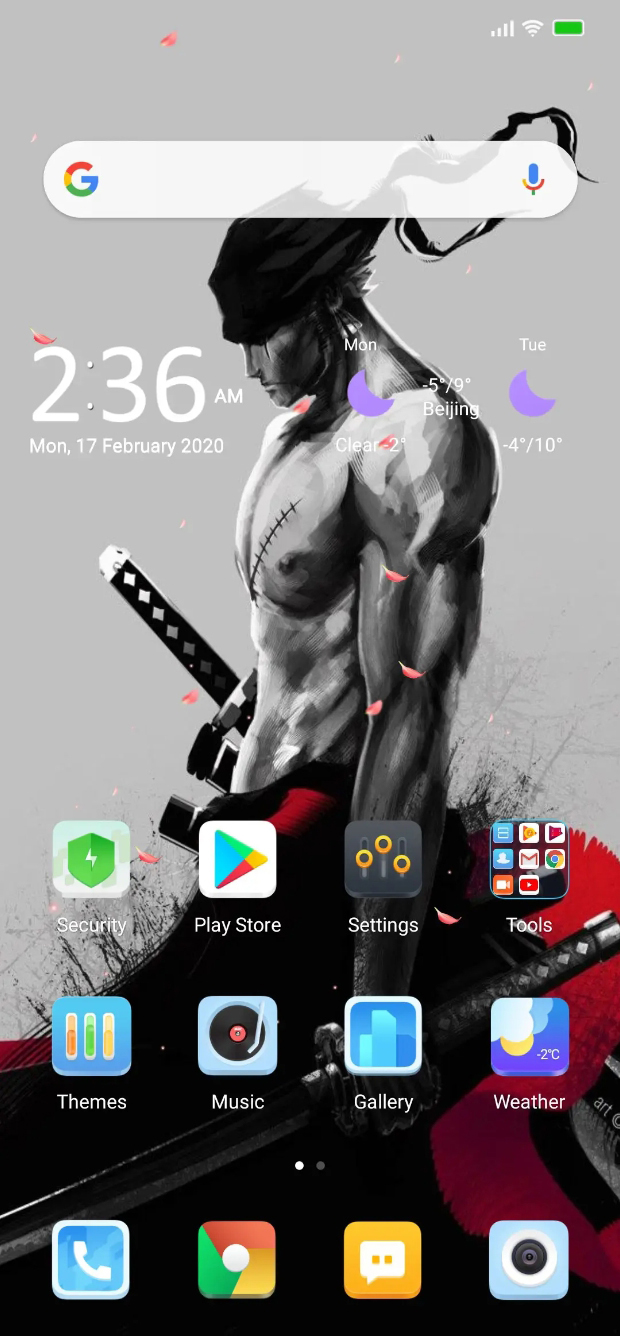 2:36 AM
Mon, 17 February 2020
Mon
Tue
-5°/9°
Beijing
Clear -2°
-4°/10°
Security
Play Store
Settings
Tools
Themes
Music
Gallery
-2°C
Weather
art ©